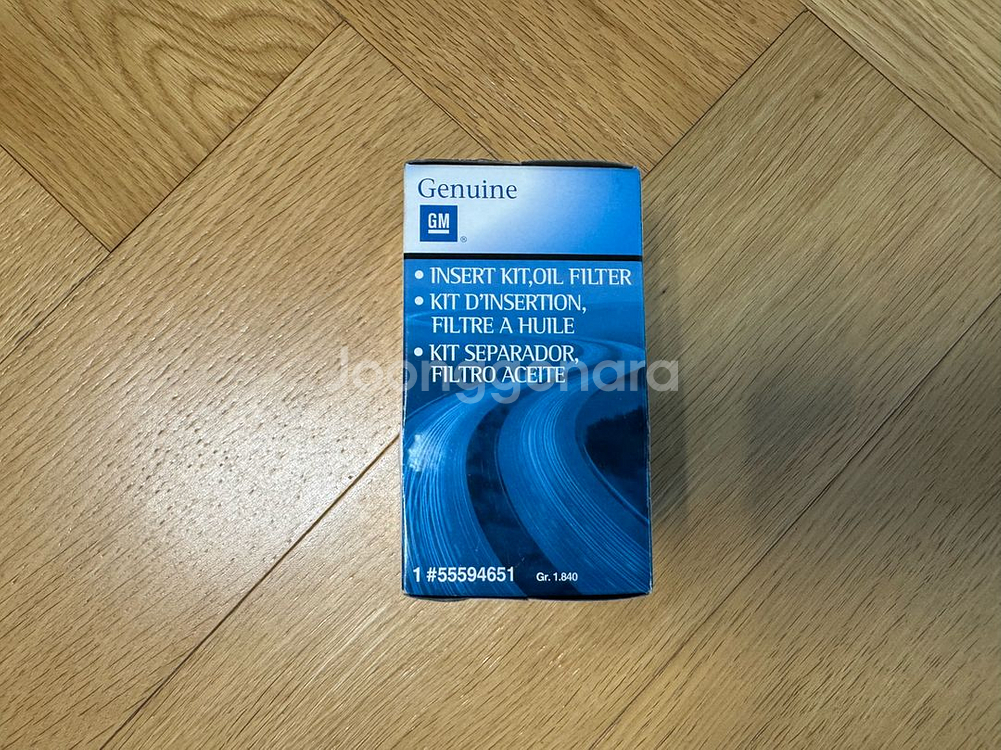 Genuine
GM
®
• INSERT KIT,OIL FILTER
• KIT D'INSERTION,
FILTRE A HUILE
• KIT SEPARADOR,
FILTRO ACEITE
Joonggonara
1 #55594651 Gr. 1.840